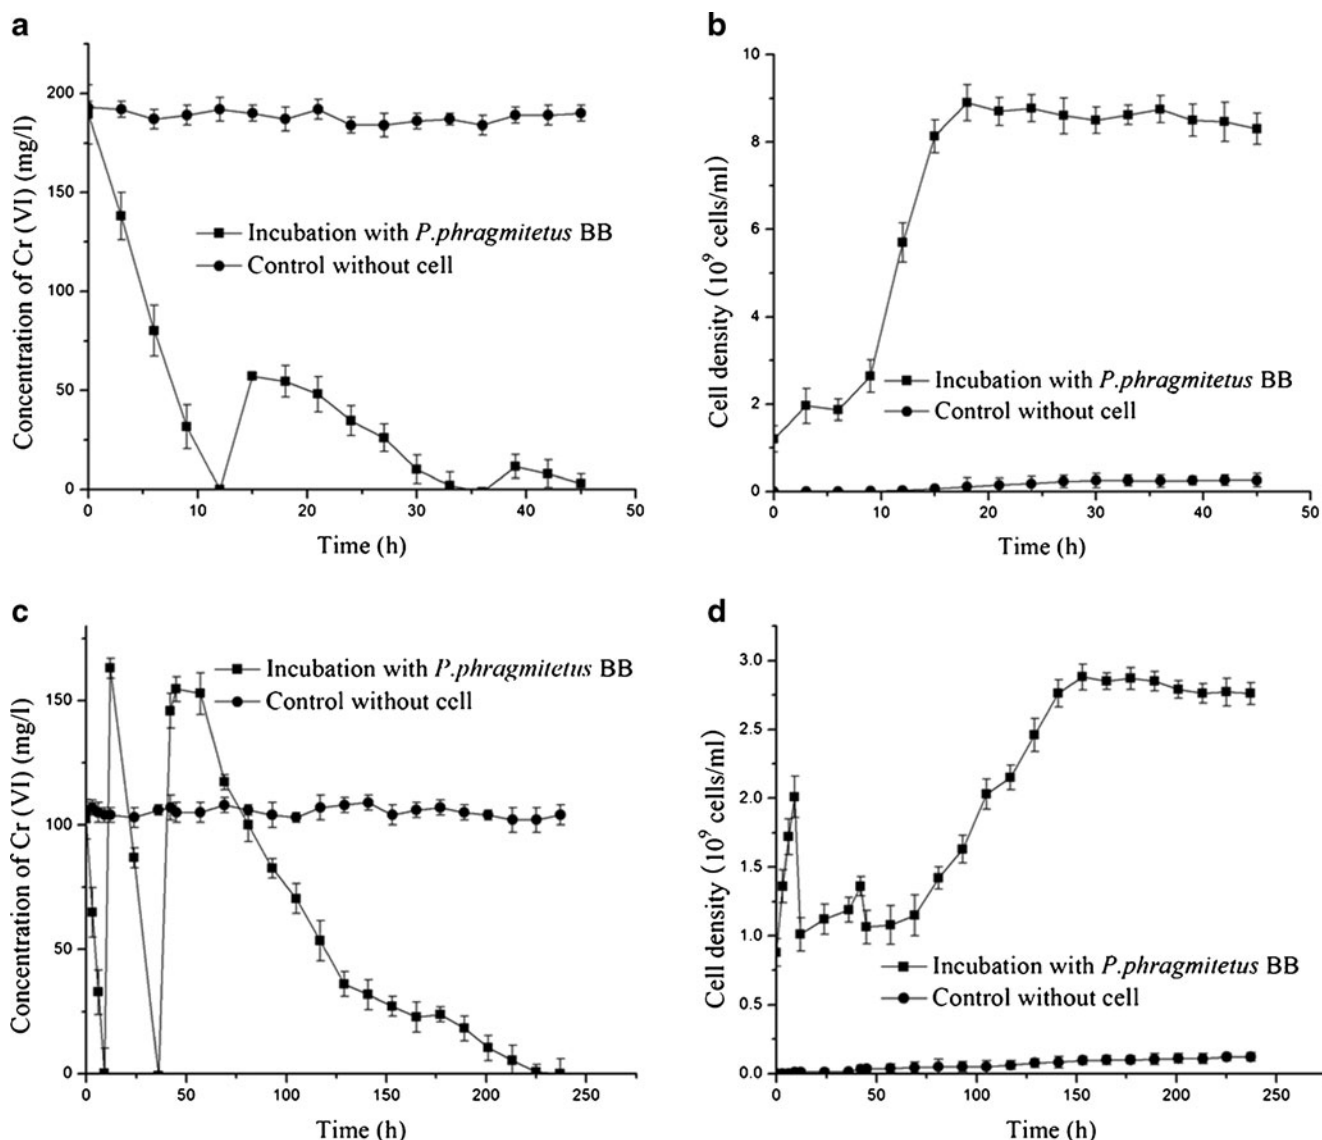 a
Concentration of Cr (VI) (mg/l)
200
150
100
50
0
Incubation with P.phragmitetus BB
Control without cell
0 10 20 30 40 50
Time (h)
b
Cell density (10⁹ cells/ml)
10
8
6
4
2
0
Incubation with P.phragmitetus BB
Control without cell
0 10 20 30 40 50
Time (h)
c
Concentration of Cr (VI) (mg/l)
150
100
50
0
Incubation with P.phragmitetus BB
Control without cell
0 50 100 150 200 250
Time (h)
d
Cell density (10⁹ cells/ml)
3.0
2.5
2.0
1.5
1.0
0.5
0.0
Incubation with P.phragmitetus BB
Control without cell
0 50 100 150 200 250
Time (h)